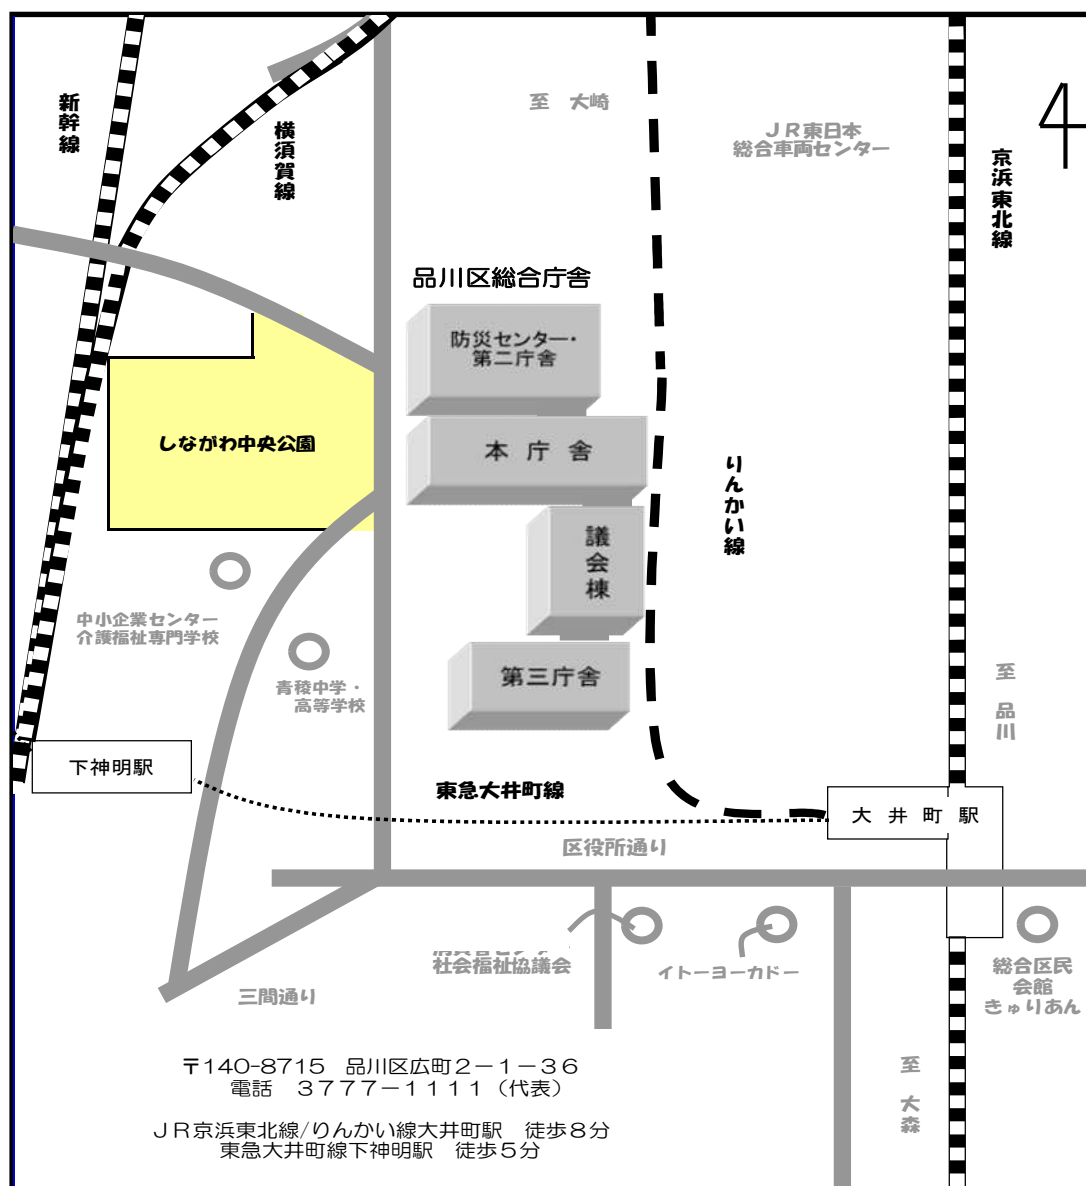 新幹線
横須賀線
至 大崎
ＪＲ東日本
総合車両センター
京浜東北線
品川区総合庁舎
防災センター・
第二庁舎
本庁舎
しながわ中央公園
りんかい線
議会棟
中小企業センター
介護福祉専門学校
青稜中学・
高等学校
第三庁舎
至 品川
下神明駅
東急大井町線
大井町駅
区役所通り
社会福祉協議会
イトーヨーカドー
総合区民
会館
きゅりあん
三間通り
〒140-8715 品川区広町２－１－３６
電話 ３７７７－１１１１（代表）
至 大森
ＪＲ京浜東北線/りんかい線大井町駅 徒歩８分
東急大井町線下神明駅 徒歩５分